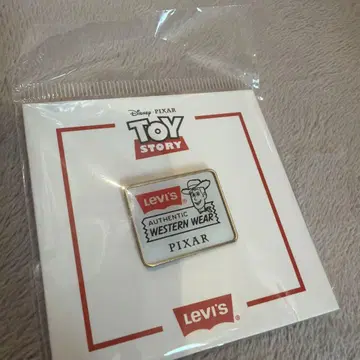 Disney PIXAR
TOY
STORY
Levi's®
AUTHENTIC
WESTERN WEAR
PIXAR
Levi's®